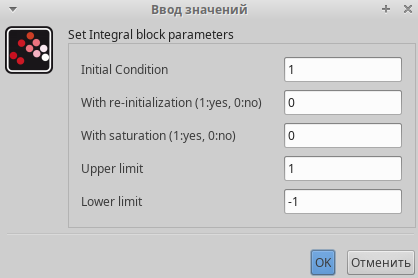 Ввод значений
Set Integral block parameters
Initial Condition 1
With re-initialization (1:yes, 0:no) 0
With saturation (1:yes, 0:no) 0
Upper limit 1
Lower limit -1
OK Отменить